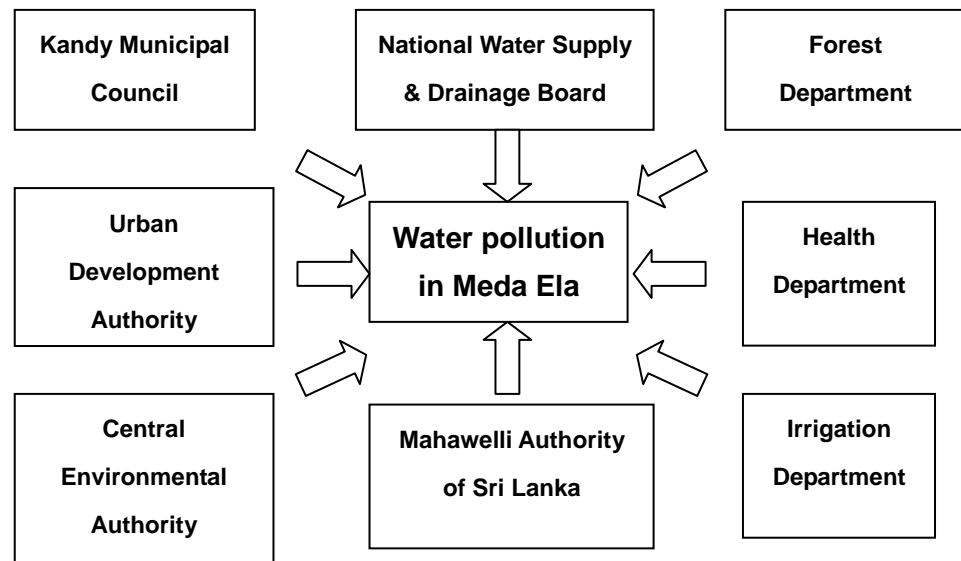 Kandy Municipal
Council
National Water Supply
& Drainage Board
Forest
Department
Urban
Development
Authority
Water pollution
in Meda Ela
Health
Department
Central
Environmental
Authority
Mahawelli Authority
of Sri Lanka
Irrigation
Department